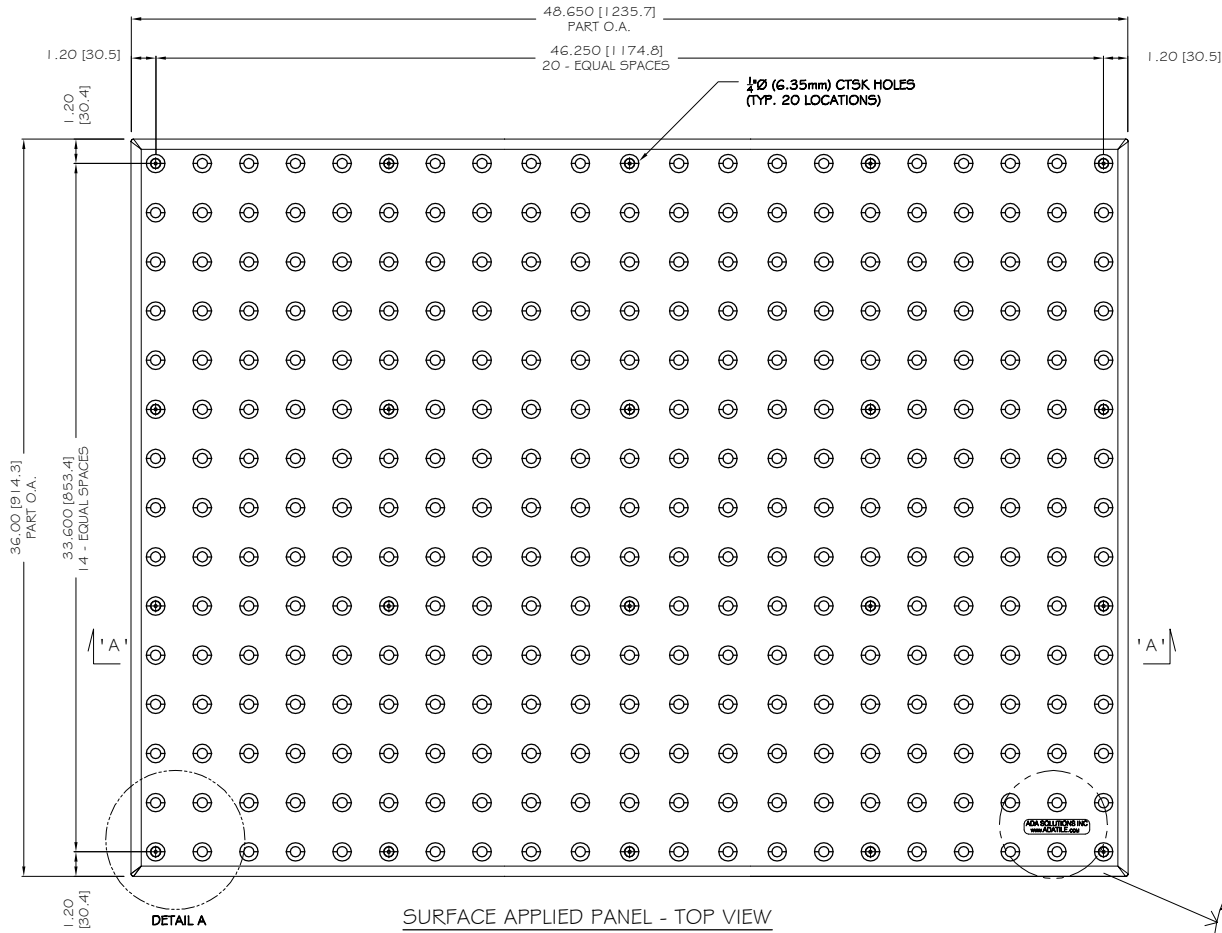 48.650 [1235.7]
PART O.A.
1.20 [30.5]
46.250 [1174.8]
20 - EQUAL SPACES
1.20 [30.5]
1/4"Ø (6.35mm) CTSK HOLES
(TYP. 20 LOCATIONS)
1.20
[30.4]
36.00 [914.3]
PART O.A.
33.600 [853.4]
14 - EQUAL SPACES
'A'
'A'
ADA SOLUTIONS INC
www.ADATILE.COM
1.20
[30.4]
DETAIL A
SURFACE APPLIED PANEL - TOP VIEW